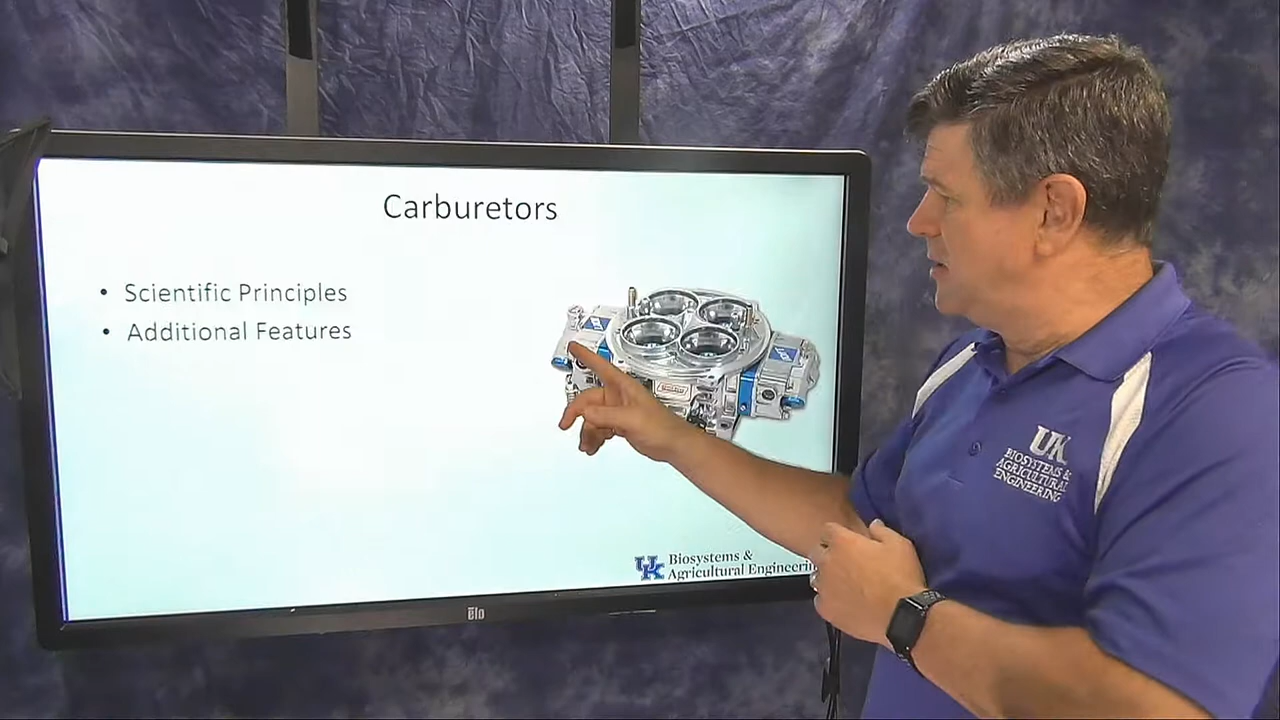 Carburetors
• Scientific Principles
• Additional Features
UK Biosystems &
Agricultural Engineering
elo
UK
BIOSYSTEMS &
AGRICULTURAL
ENGINEERING